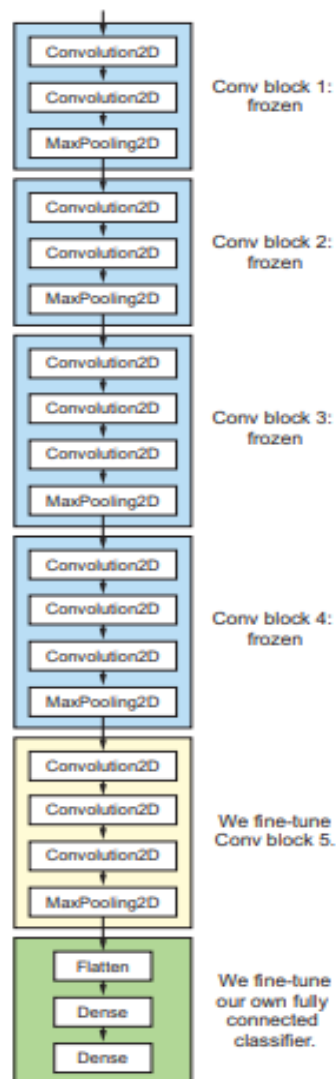 Convolution2D
Convolution2D
MaxPooling2D
Conv block 1:
frozen
Convolution2D
Convolution2D
MaxPooling2D
Conv block 2:
frozen
Convolution2D
Convolution2D
Convolution2D
MaxPooling2D
Conv block 3:
frozen
Convolution2D
Convolution2D
Convolution2D
MaxPooling2D
Conv block 4:
frozen
Convolution2D
Convolution2D
Convolution2D
MaxPooling2D
We fine-tune
Conv block 5.
Flatten
Dense
Dense
We fine-tune
our own fully
connected
classifier.